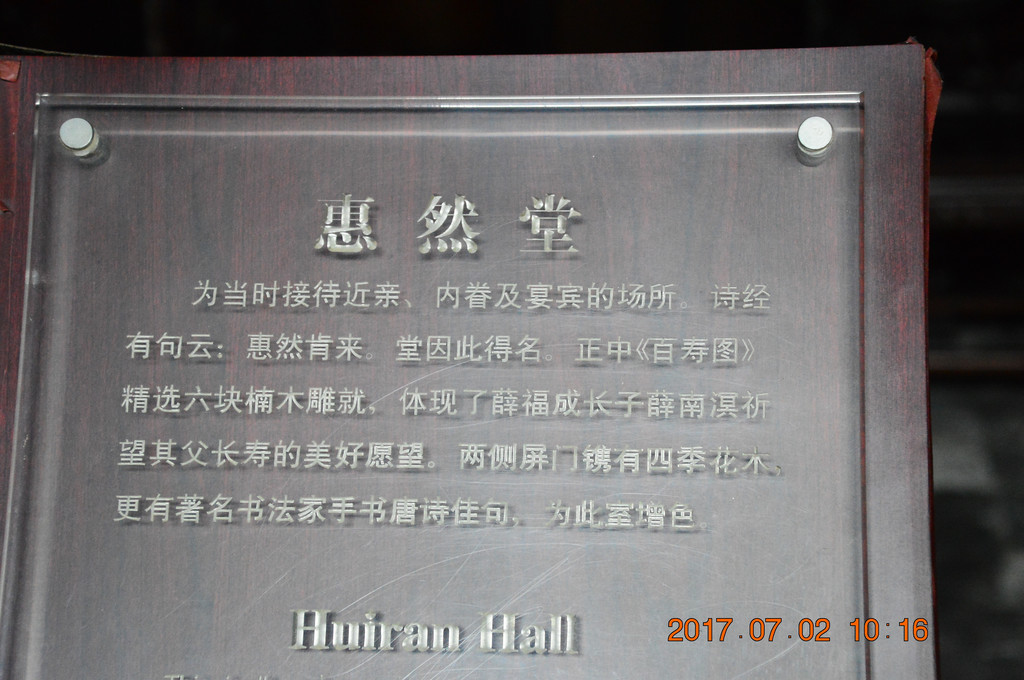 惠然堂
为当时接待近亲、内眷及宴宾的场所。诗经
有句云：惠然肯来。堂因此得名。正中《百寿图》
精选六块楠木雕就，体现了薛福成长子薛南溟祈
望其父长寿的美好愿望。两侧屏门镌有四季花木，
更有著名书法家手书唐诗佳句，为此室增色。
Huiran Hall
2017.07.02 10:16